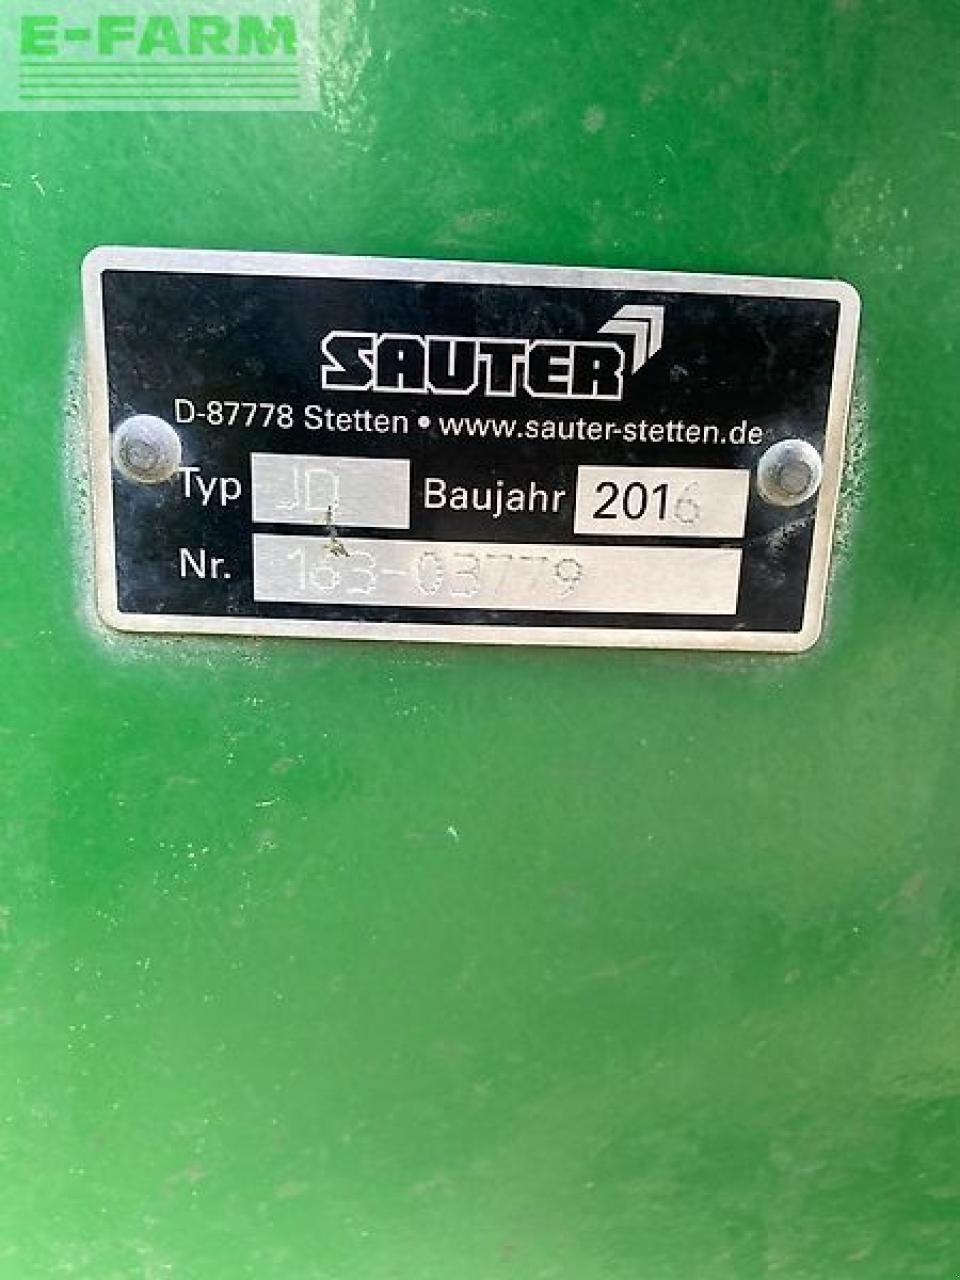 E-FARM
SAUTER
D-87778 Stetten • www.sauter-stetten.de
Typ JD Baujahr 2016
Nr. 163-03779